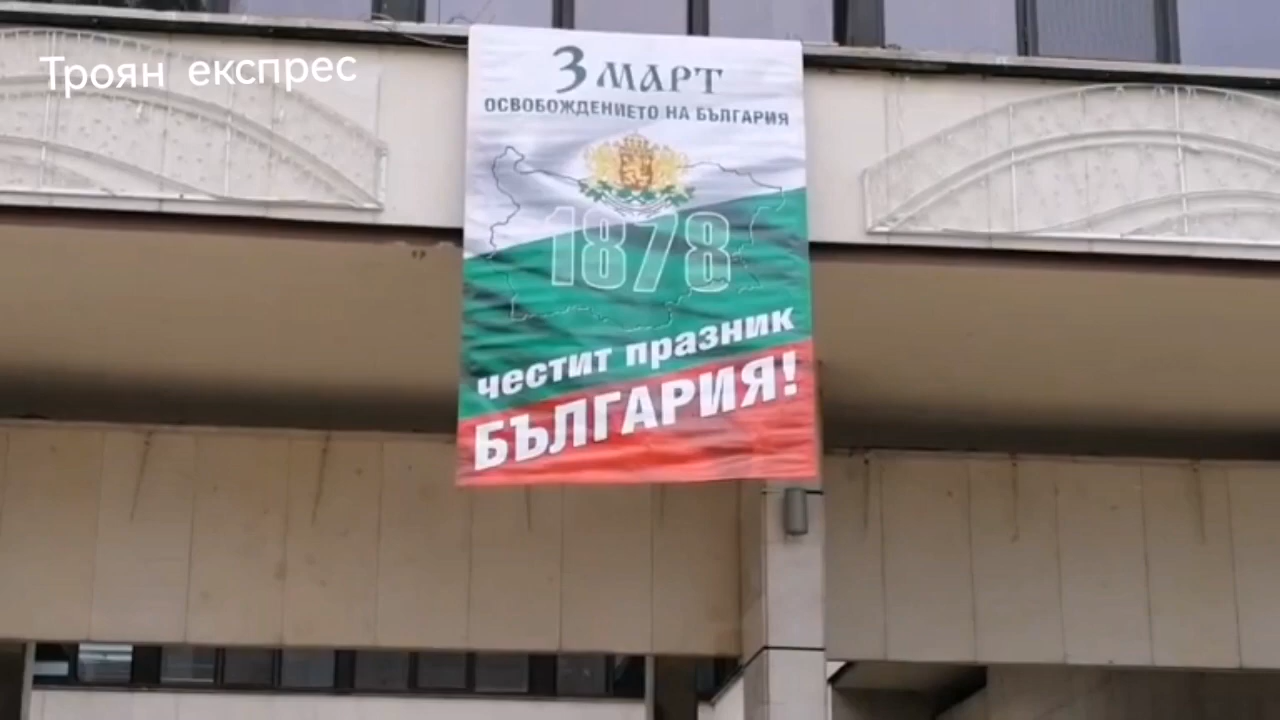 Троян експрес
3 МАРТ
ОСВОБОЖДЕНИЕТО НА БЪЛГАРИЯ
1878
честит празник
БЪЛГАРИЯ!